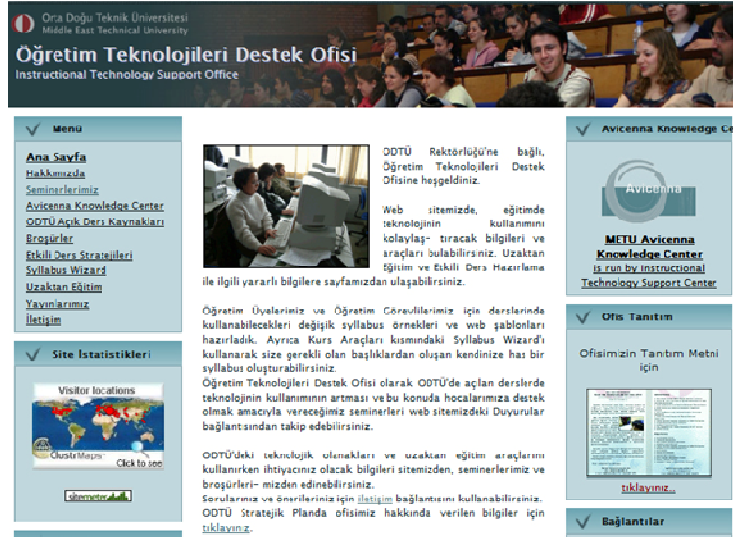 Orta Doğu Teknik Üniversitesi
Middle East Technical University
Öğretim Teknolojileri Destek Ofisi
Instructional Technology Support Office
Menü
Ana Sayfa
Hakkımızda
Seminerlerimiz
Avicenna Knowledge Center
ODTÜ Açık Ders Kaynakları
Broşürler
Etkili Ders Stratejileri
Syllabus Wizard
Uzaktan Eğitim
Yayınlarımız
İletişim
Site İstatistikleri
Visitor locations
ClustrMaps
Click to see
sitemeter
ODTÜ Rektörlüğü'ne bağlı,
Öğretim Teknolojileri Destek
Ofisine hoşgeldiniz.
Web sitemizde, eğitimde
teknolojinin kullanımını
kolaylaş- tıracak bilgileri ve
araçları bulabilirsiniz. Uzaktan
Eğitim ve Etkili Ders Hazırlama
ile ilgili yararlı bilgilere sayfamızdan ulaşabilirsiniz.
Öğretim Üyelerimiz ve Öğretim Görevlilerimiz için derslerinde
kullanabilecekleri değişik syllabus örnekleri ve web şablonları
hazırladık. Ayrıca Kurs Araçları kısmındaki Syllabus Wizard'ı
kullanarak size gerekli olan başlıklardan oluşan kendinize has bir
syllabus oluşturabilirsiniz.
Öğretim Teknolojileri Destek Ofisi olarak ODTÜ'de açılan derslerde
teknolojinin kullanımının artması ve bu konuda hocalarımıza destek
olmak amacıyla vereceğimiz seminerleri web sitemizdeki Duyurular
bağlantısından takip edebilirsiniz.
ODTÜ'deki teknolojik olanakları ve uzaktan eğitim araçlarını
kullanırken ihtiyacınız olacak bilgileri sitemizden, seminerlerimiz ve
broşürleri- mizden edinebilirsiniz.
Sorularınız ve önerileriniz için iletişim bağlantısını kullanabilirsiniz.
ODTÜ Stratejik Planda ofisimiz hakkında verilen bilgiler için
tıklayınız.
Avicenna Knowledge Ce
Avicenna
METU Avicenna
Knowledge Center
is run by Instructional
Technology Support Center
Ofis Tanıtım
Ofisimizin Tanıtım Metni
için
tıklayınız..
Bağlantılar